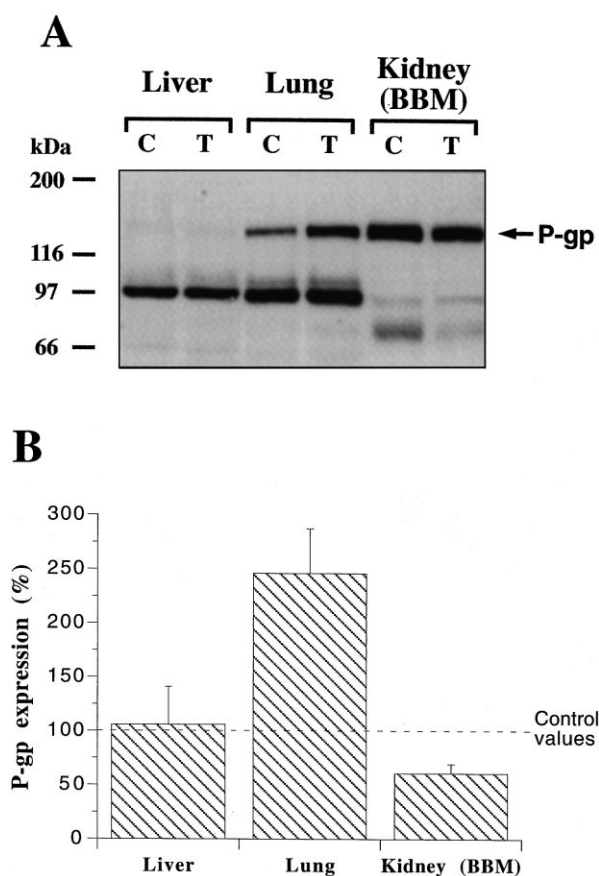 A
Liver Lung Kidney
(BBM)
kDa C T C T C T
200
116
97
66
P-gp
B
P-gp expression (%)
300
250
200
150
100
50
0
Control
values
Liver Lung Kidney (BBM)